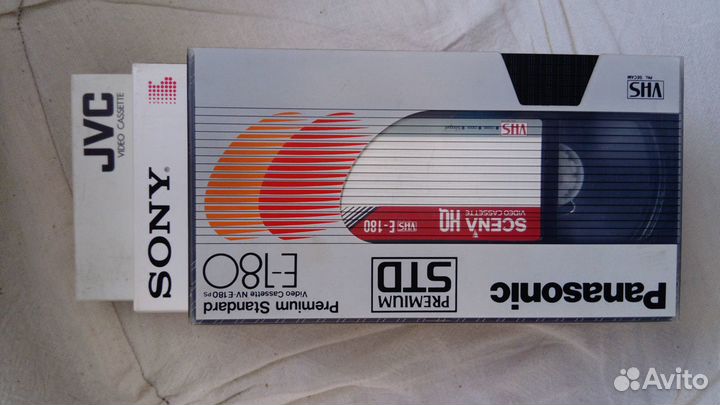 JVC
VIDEO CASSETTE
SONY
Panasonic
PREMIUM
STD
Premium Standard
Video Cassette NV-E180PS
E-180
VHS
PAL SECAM
VHS
SCENA HQ
VIDEO CASSETTE
VHS E-180
Avito